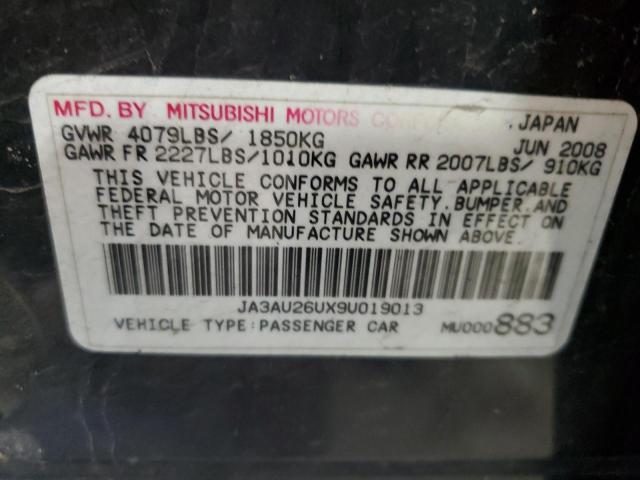 MFD. BY MITSUBISHI MOTORS , JAPAN
GVWR 4079LBS/ 1850KG JUN 2008
GAWR FR 2227LBS/1010KG GAWR RR 2007LBS/ 910KG
THIS VEHICLE CONFORMS TO ALL APPLICABLE
FEDERAL MOTOR VEHICLE SAFETY, BUMPER, AND
THEFT PREVENTION STANDARDS IN EFFECT ON
THE DATE OF MANUFACTURE SHOWN ABOVE.
JA3AU26UX9U019013
VEHICLE TYPE:PASSENGER CAR MU000883